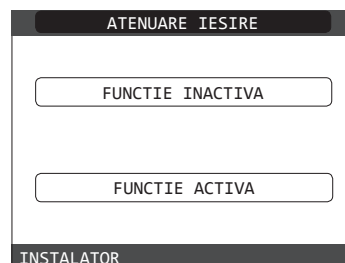 ATENUARE IESIRE
FUNCTIE INACTIVA
FUNCTIE ACTIVA
INSTALATOR